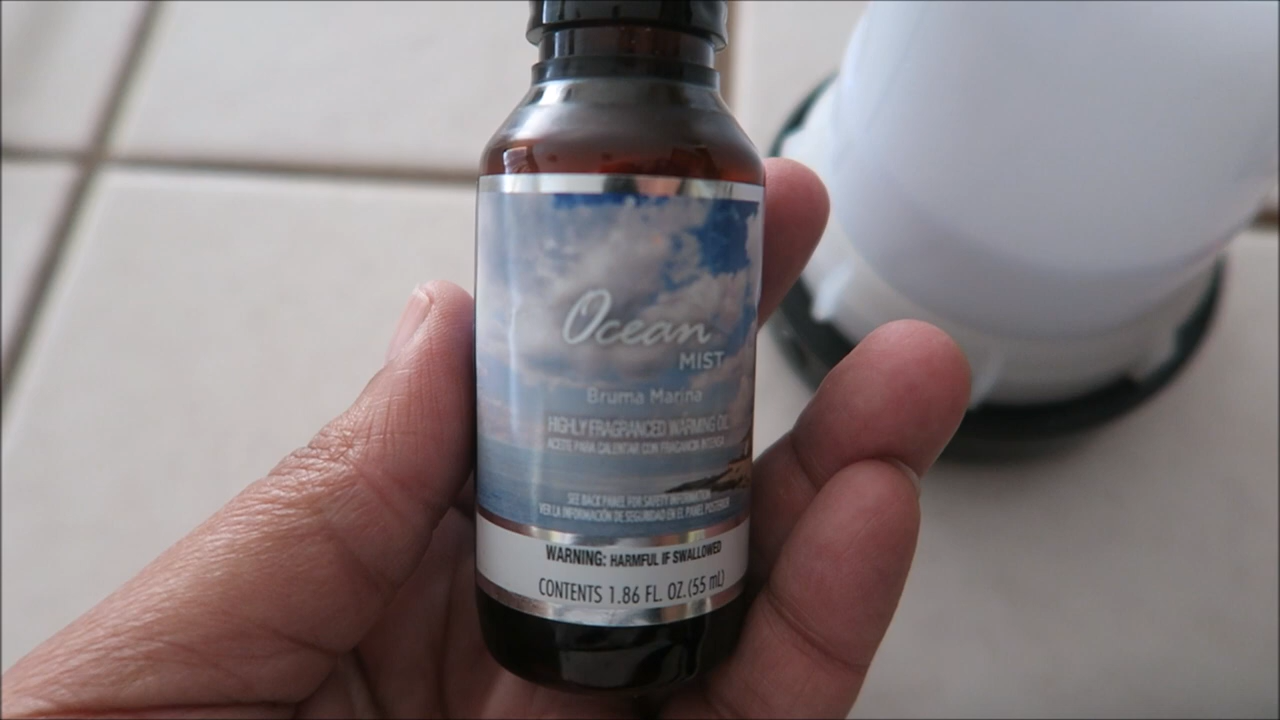 Ocean
MIST
Bruma Marina
HIGHLY FRAGRANCED WARMING OIL
ACEITE PARA CALENTAR CON FRAGANCIA INTENSA
SEE BACK PANEL FOR SAFETY INFORMATION
VER LA INFORMACIÓN DE SEGURIDAD EN EL PANEL POSTERIOR
WARNING: HARMFUL IF SWALLOWED
CONTENTS 1.86 FL. OZ. (55 mL)